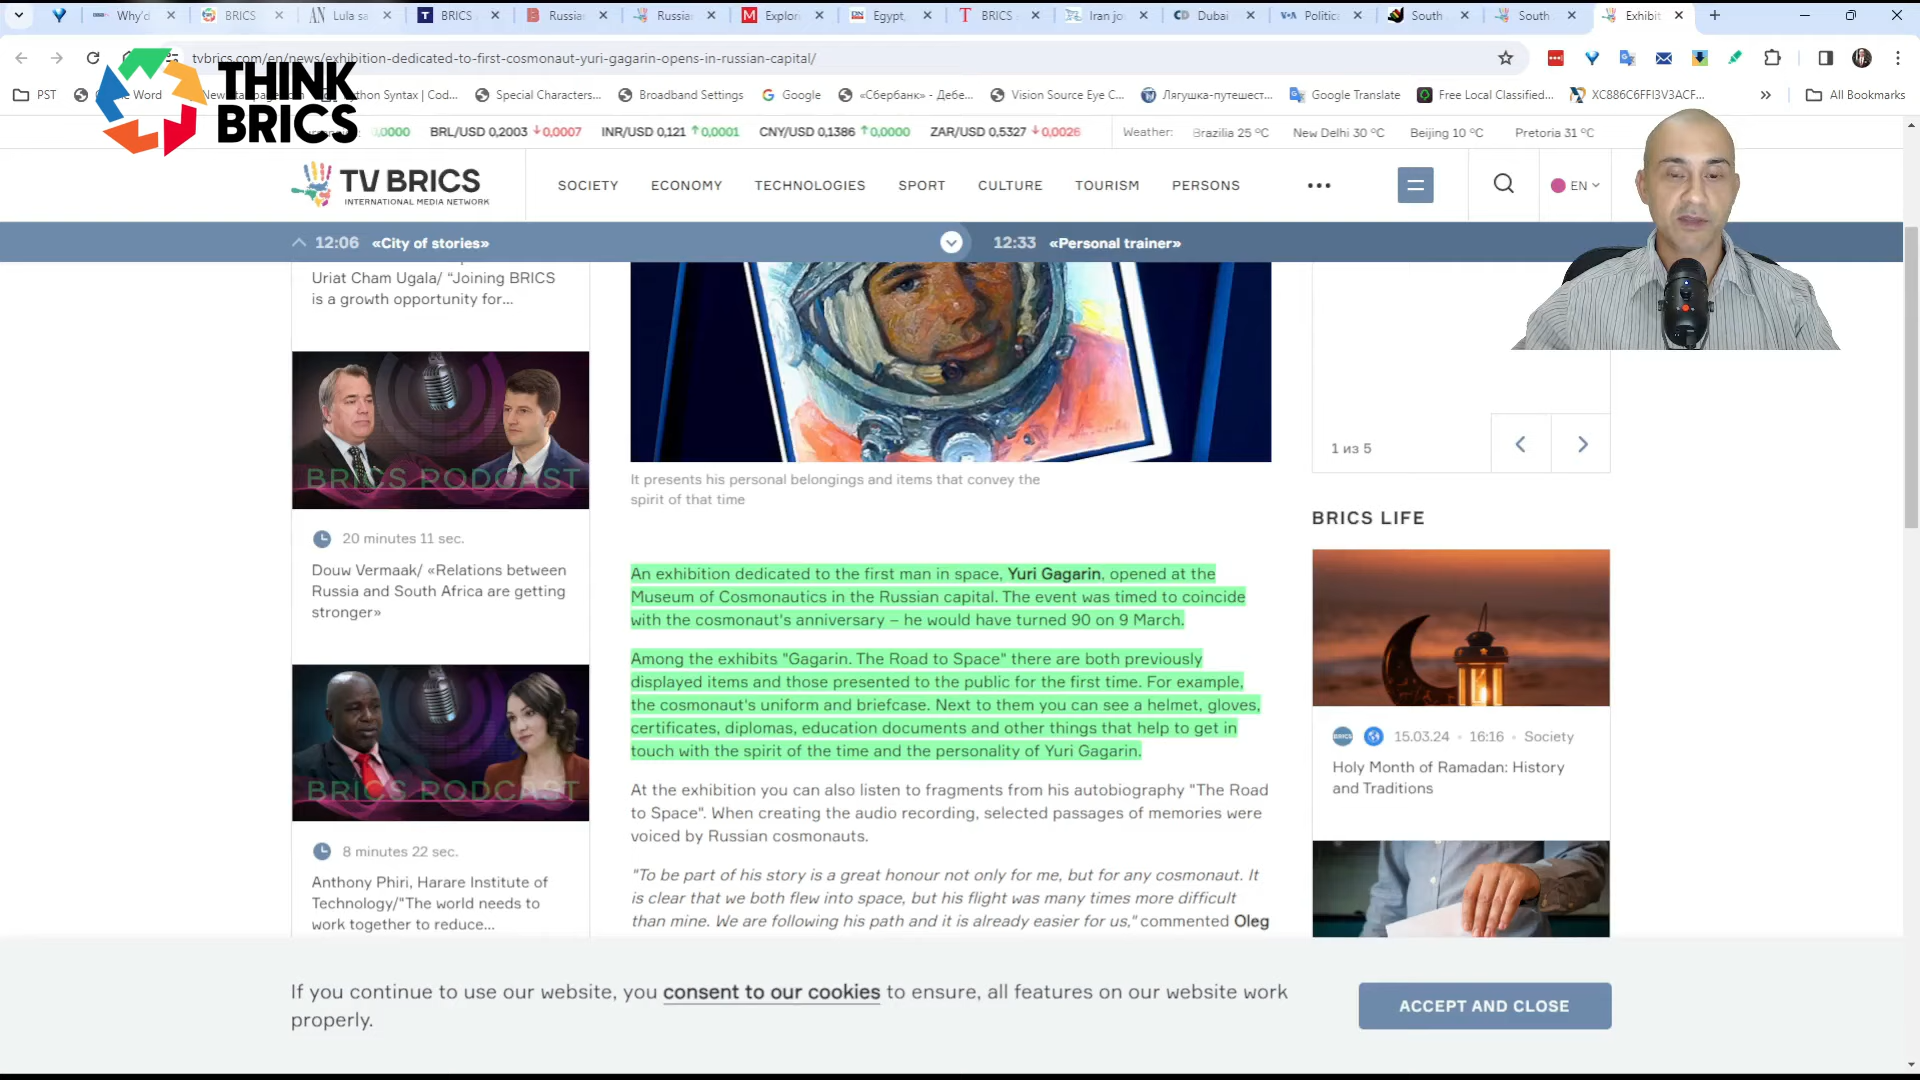 Why'd
BRICS
Lula sa
BRICS
Russia
Russia
Explor
Egypt,
BRICS
Iran jo
Dubai
Politica
South
South
Exhibit
tvbrics.com/en/news/exhibition-dedicated-to-first-cosmonaut-yuri-gagarin-opens-in-russian-capital/
PST
Word
Python Syntax | Cod...
Special Characters...
Broadband Settings
Google
«Сбербанк» - Дебе...
Vision Source Eye C...
Лягушка-путешест...
Google Translate
Free Local Classified...
XC886C6FFI3V3ACF...
All Bookmarks
THINK
BRICS
0,0000 BRL/USD 0,2003 ↓0,0007 INR/USD 0,121 ↑0,0001 CNY/USD 0,1386 ↑0,0000 ZAR/USD 0,5327 ↓0,0026
Weather: Brazilia 25 ºC New Delhi 30 ºC Beijing 10 ºC Pretoria 31 ºC
TV BRICS
INTERNATIONAL MEDIA NETWORK
SOCIETY ECONOMY TECHNOLOGIES SPORT CULTURE TOURISM PERSONS
EN
12:06 «City of stories»
12:33 «Personal trainer»
Uriat Cham Ugala/ “Joining BRICS
is a growth opportunity for...
BRICS PODCAST
20 minutes 11 sec.
Douw Vermaak/ «Relations between
Russia and South Africa are getting
stronger»
BRICS PODCAST
8 minutes 22 sec.
Anthony Phiri, Harare Institute of
Technology/"The world needs to
work together to reduce...
It presents his personal belongings and items that convey the
spirit of that time
An exhibition dedicated to the first man in space, Yuri Gagarin, opened at the
Museum of Cosmonautics in the Russian capital. The event was timed to coincide
with the cosmonaut's anniversary – he would have turned 90 on 9 March.
Among the exhibits "Gagarin. The Road to Space" there are both previously
displayed items and those presented to the public for the first time. For example,
the cosmonaut's uniform and briefcase. Next to them you can see a helmet, gloves,
certificates, diplomas, education documents and other things that help to get in
touch with the spirit of the time and the personality of Yuri Gagarin.
At the exhibition you can also listen to fragments from his autobiography "The Road
to Space". When creating the audio recording, selected passages of memories were
voiced by Russian cosmonauts.
"To be part of his story is a great honour not only for me, but for any cosmonaut. It
is clear that we both flew into space, but his flight was many times more difficult
than mine. We are following his path and it is already easier for us," commented Oleg
1 из 5
BRICS LIFE
15.03.24 • 16:16 • Society
Holy Month of Ramadan: History
and Traditions
If you continue to use our website, you consent to our cookies to ensure, all features on our website work
properly.
ACCEPT AND CLOSE